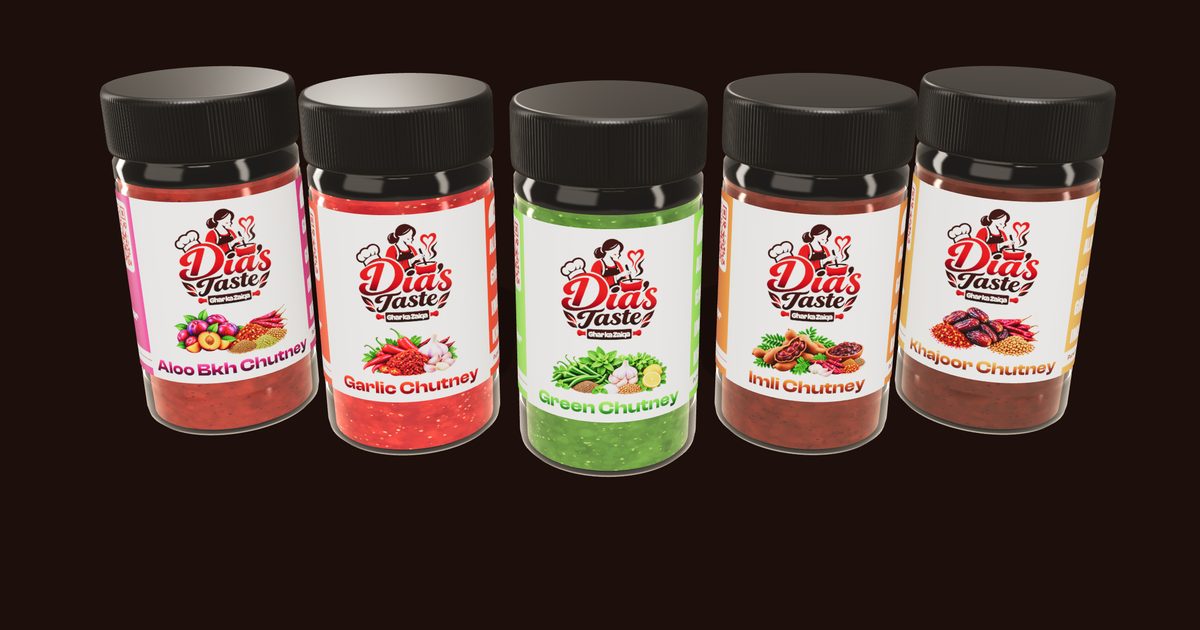 Dia's
Taste
Ghar ka Zaiqa
Aloo Bkh Chutney
Dia's
Taste
Ghar ka Zaiqa
Garlic Chutney
Dia's
Taste
Ghar ka Zaiqa
Green Chutney
Dia's
Taste
Ghar ka Zaiqa
Imli Chutney
Dia's
Taste
Ghar ka Zaiqa
Khajoor Chutney